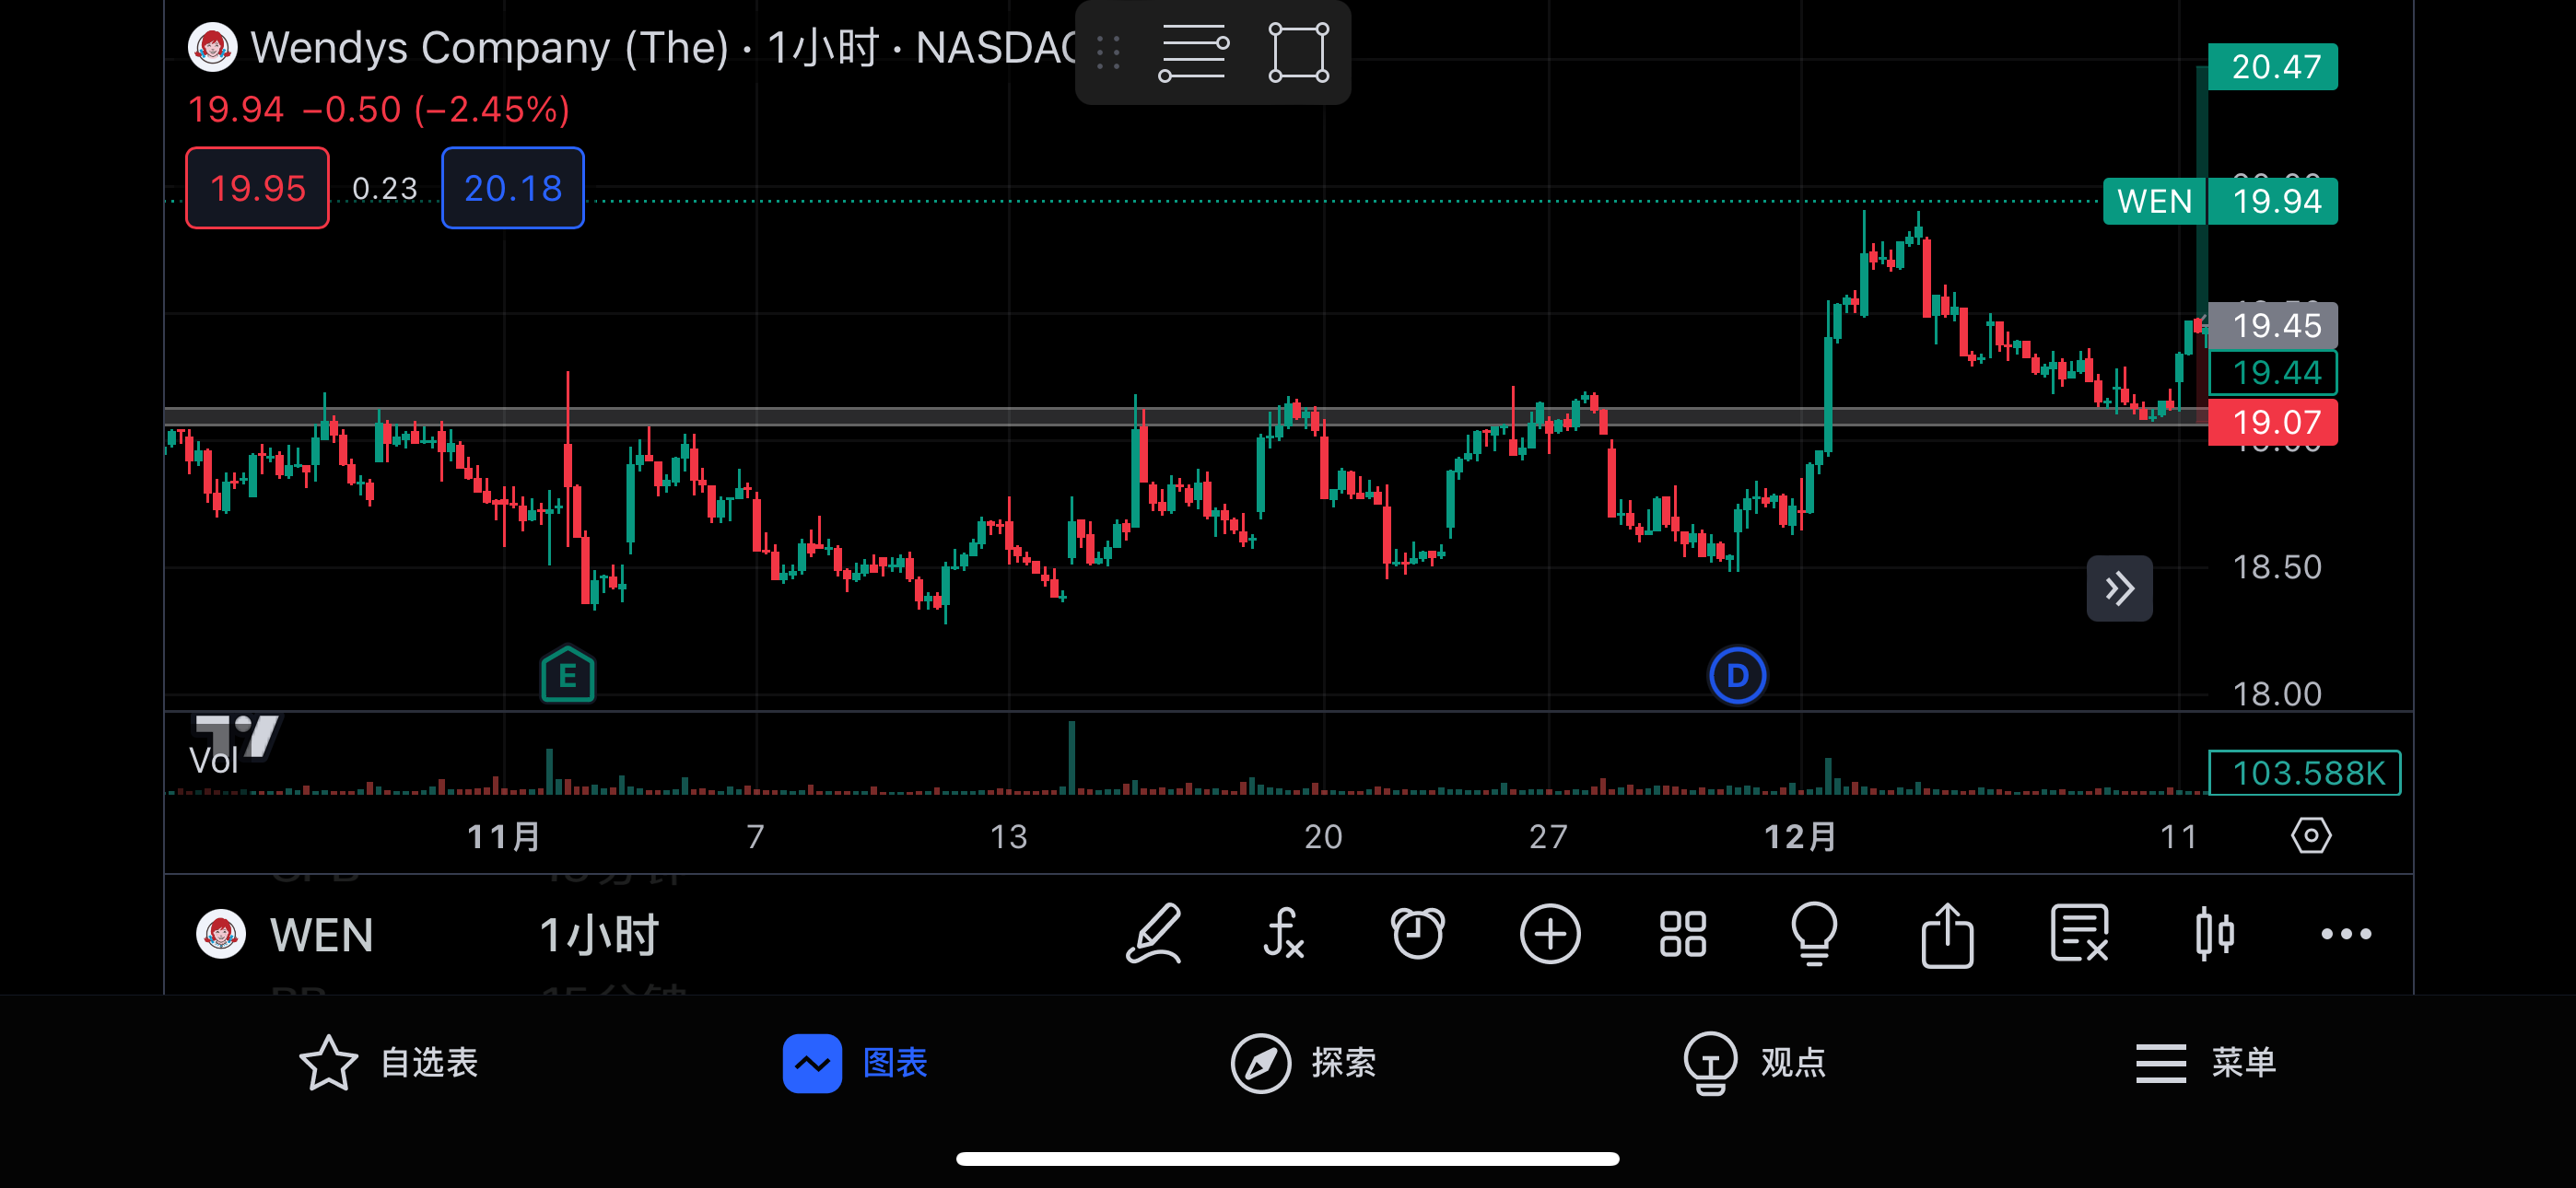 Wendys Company (The) · 1小时 · NASDAQ
19.94 −0.50 (−2.45%)
19.95 0.23 20.18
20.47
WEN 19.94
19.45
19.44
19.07
18.50
18.00
E
D
Vol
103.588K
11月 7 13 20 27 12月 11
WEN 1小时
自选表 图表 探索 观点 菜单